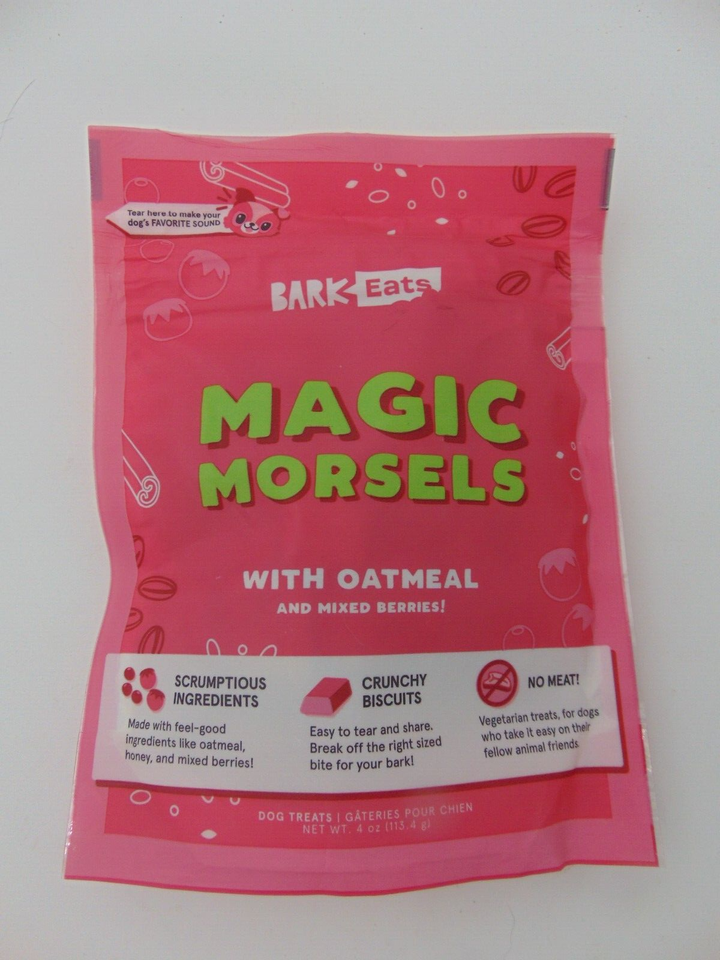 Tear here to make your
dog's FAVORITE SOUND
BARK Eats
MAGIC
MORSELS
WITH OATMEAL
AND MIXED BERRIES!
SCRUMPTIOUS
INGREDIENTS
Made with feel-good
ingredients like oatmeal,
honey, and mixed berries!
CRUNCHY
BISCUITS
Easy to tear and share.
Break off the right sized
bite for your bark!
NO MEAT!
Vegetarian treats, for dogs
who take it easy on their
fellow animal friends
DOG TREATS | GÂTERIES POUR CHIEN
NET WT. 4 oz (113.4 g)